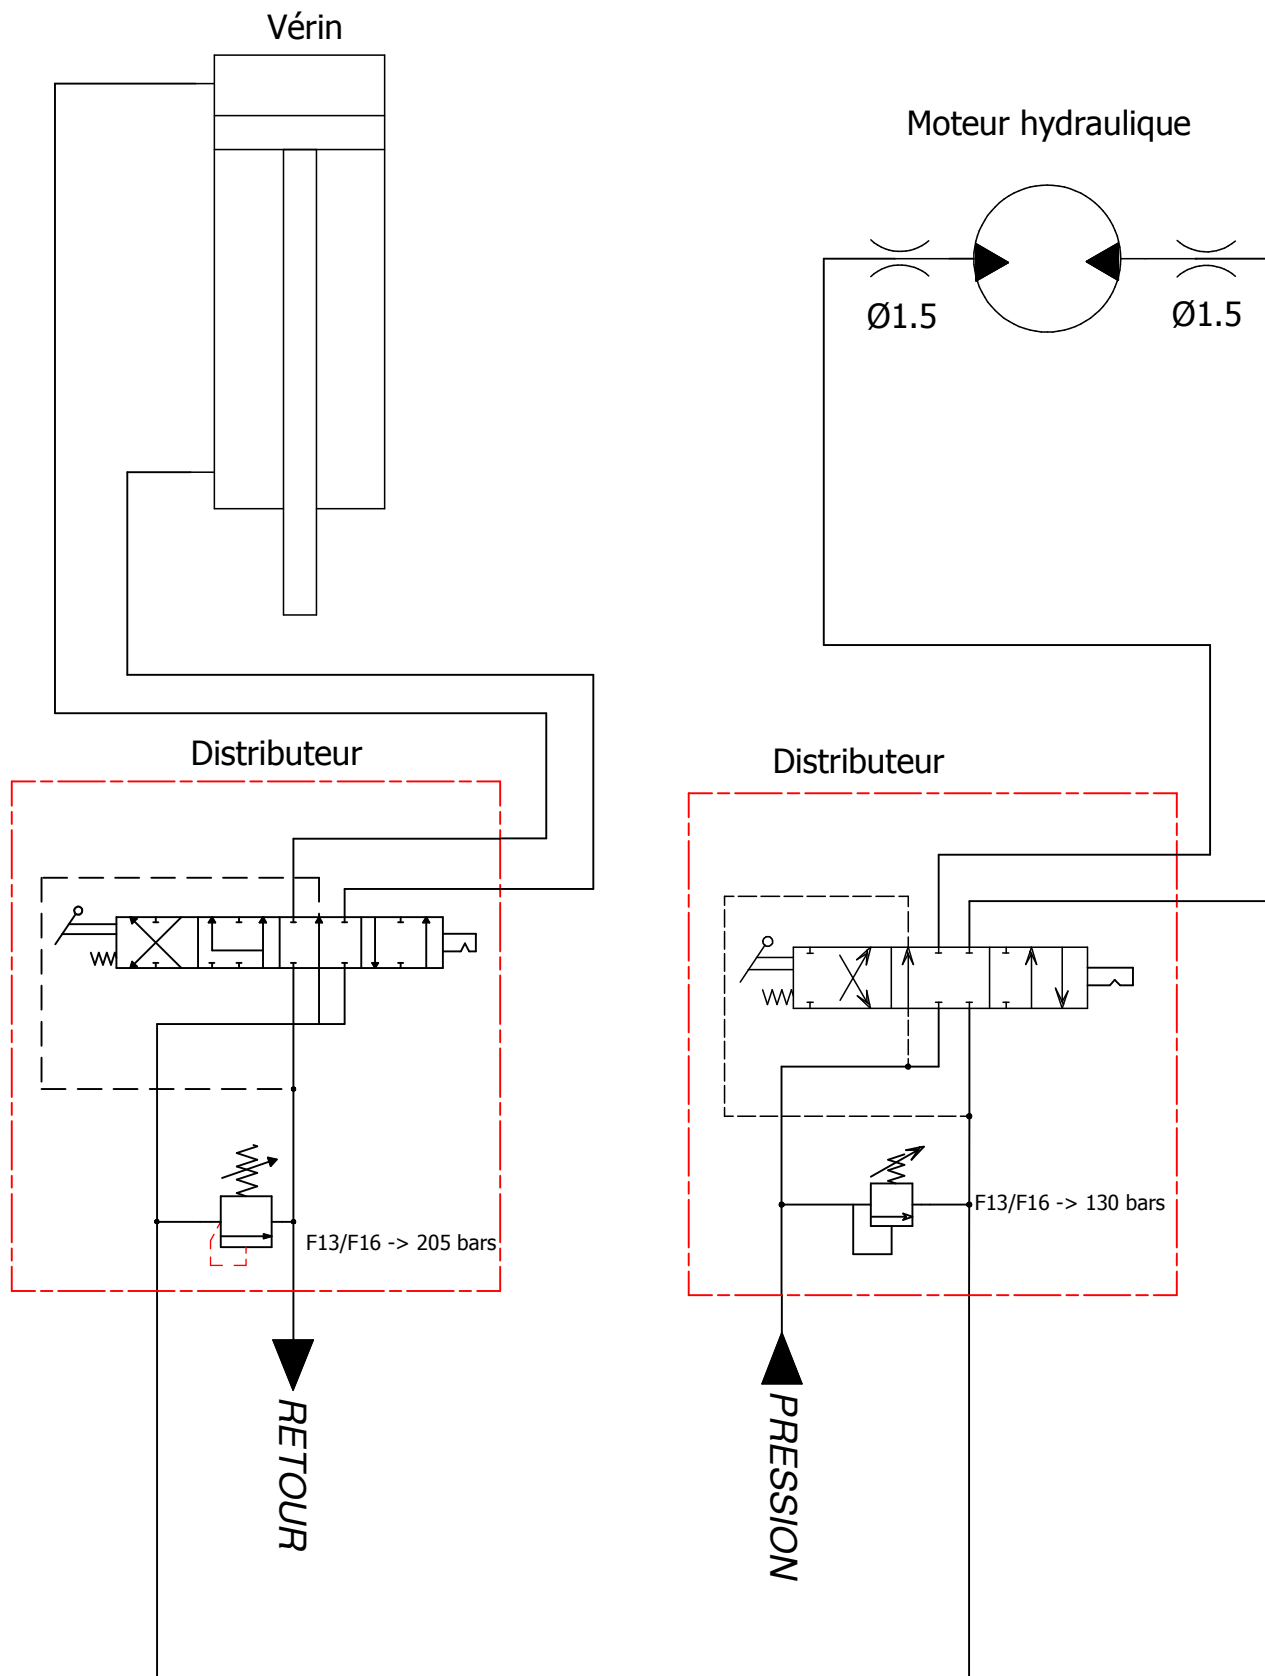 Vérin
Moteur hydraulique
Ø1.5
Ø1.5
Distributeur
Distributeur
F13/F16 -> 205 bars
F13/F16 -> 130 bars
RETOUR
PRESSION